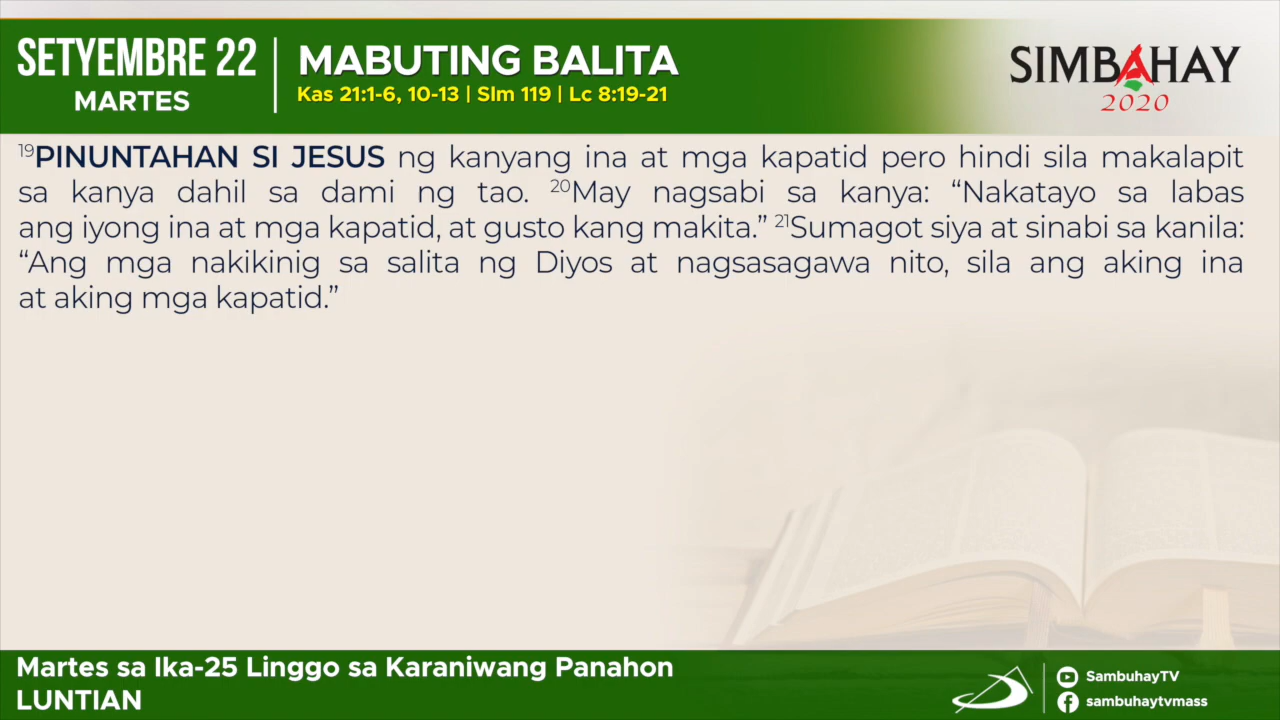 SETYEMBRE 22
MARTES
MABUTING BALITA
Kas 21:1-6, 10-13 | Slm 119 | Lc 8:19-21
SIMBAHAY
2020
¹⁹PINUNTAHAN SI JESUS ng kanyang ina at mga kapatid pero hindi sila makalapit
sa kanya dahil sa dami ng tao. ²⁰May nagsabi sa kanya: “Nakatayo sa labas
ang iyong ina at mga kapatid, at gusto kang makita.” ²¹Sumagot siya at sinabi sa kanila:
“Ang mga nakikinig sa salita ng Diyos at nagsasagawa nito, sila ang aking ina
at aking mga kapatid.”
Martes sa Ika-25 Linggo sa Karaniwang Panahon
LUNTIAN
SambuhayTV
sambuhaytvmass